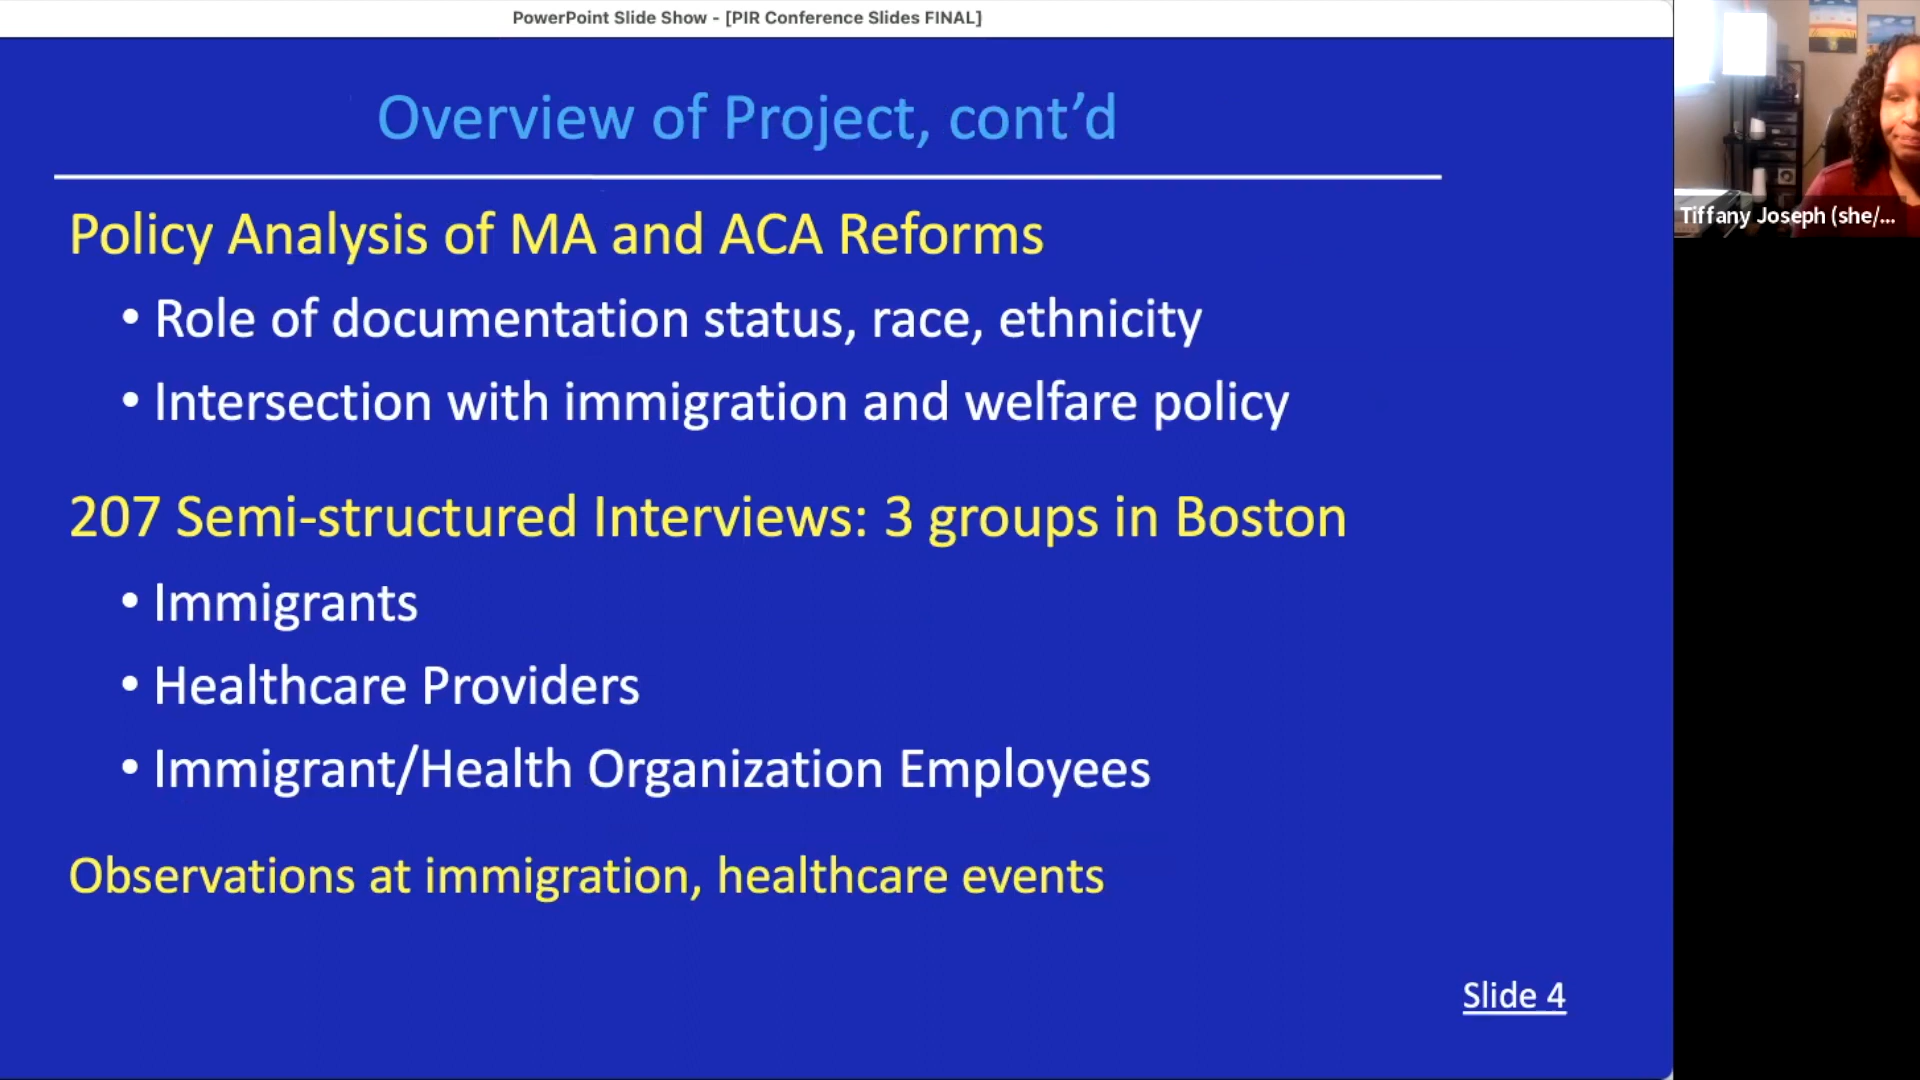 PowerPoint Slide Show - [PIR Conference Slides FINAL]
Overview of Project, cont’d
Policy Analysis of MA and ACA Reforms
• Role of documentation status, race, ethnicity
• Intersection with immigration and welfare policy
207 Semi-structured Interviews: 3 groups in Boston
• Immigrants
• Healthcare Providers
• Immigrant/Health Organization Employees
Observations at immigration, healthcare events
Slide 4
Tiffany Joseph (she/...